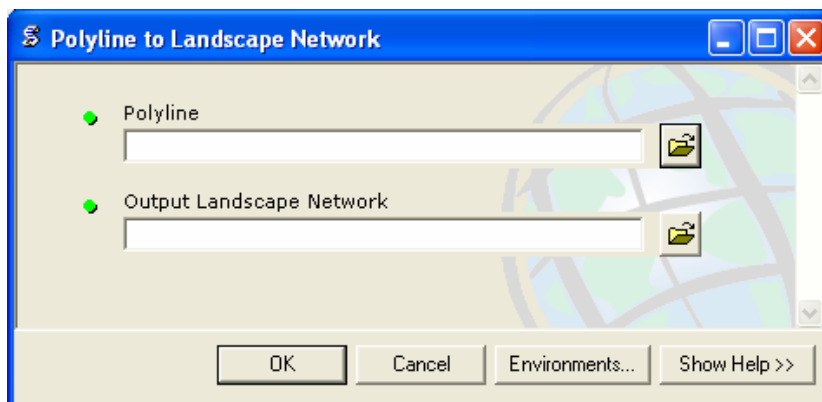 Polyline to Landscape Network
Polyline
Output Landscape Network
OK Cancel Environments... Show Help >>